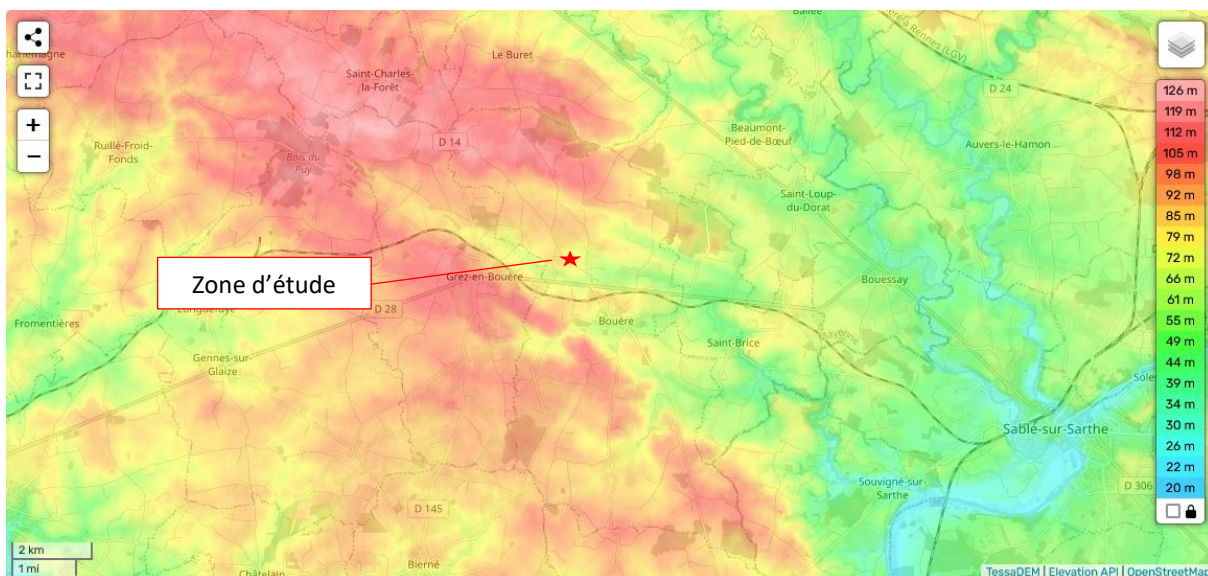 Ballée
Rennes (LGV)
Le Buret
Saint-Charles-
la-Forêt
D 24
126 m
119 m
112 m
105 m
98 m
92 m
85 m
79 m
72 m
66 m
61 m
55 m
49 m
44 m
39 m
34 m
30 m
26 m
22 m
20 m
+
−
Beaumont-
Pied-de-Bœuf
D 14
Ruillé-Froid-
Fonds
Bois du
Puy
Auvers-le-Hamon
Saint-Loup-
du-Dorat
Zone d'étude
Grez-en-Bouère
Bouessay
D 28
Fromentières
Bouère
Mayenne
Saint-Brice
Gennes-sur-
Glaize
Sablé-sur-Sarthe
Souvigné-sur-
Sarthe
D 306
D 145
2 km
1 mi
Bierné
Châtelain
TessaDEM | Elevation API | OpenStreetMap